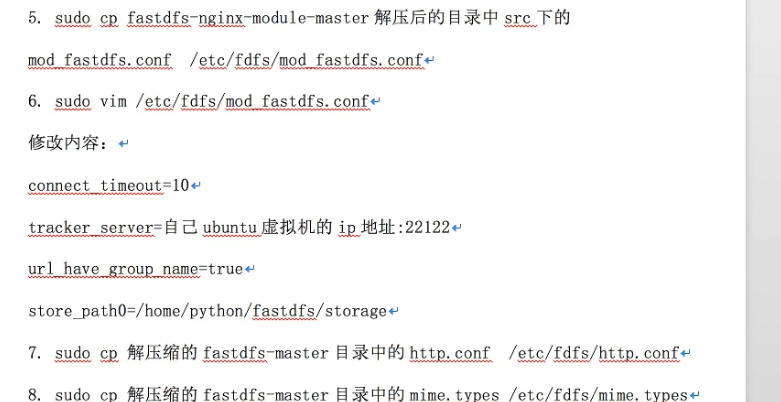 5. sudo cp fastdfs-nginx-module-master 解压后的目录中 src 下的
mod_fastdfs.conf /etc/fdfs/mod_fastdfs.conf↵
6. sudo vim /etc/fdfs/mod_fastdfs.conf↵
修改内容：↵
connect_timeout=10↵
tracker_server=自己 ubuntu 虚拟机的 ip 地址:22122↵
url_have_group_name=true↵
store_path0=/home/python/fastdfs/storage↵
7. sudo cp 解压缩的 fastdfs-master 目录中的 http.conf /etc/fdfs/http.conf↵
8. sudo cp 解压缩的 fastdfs-master 目录中的 mime.types /etc/fdfs/mime.types↵